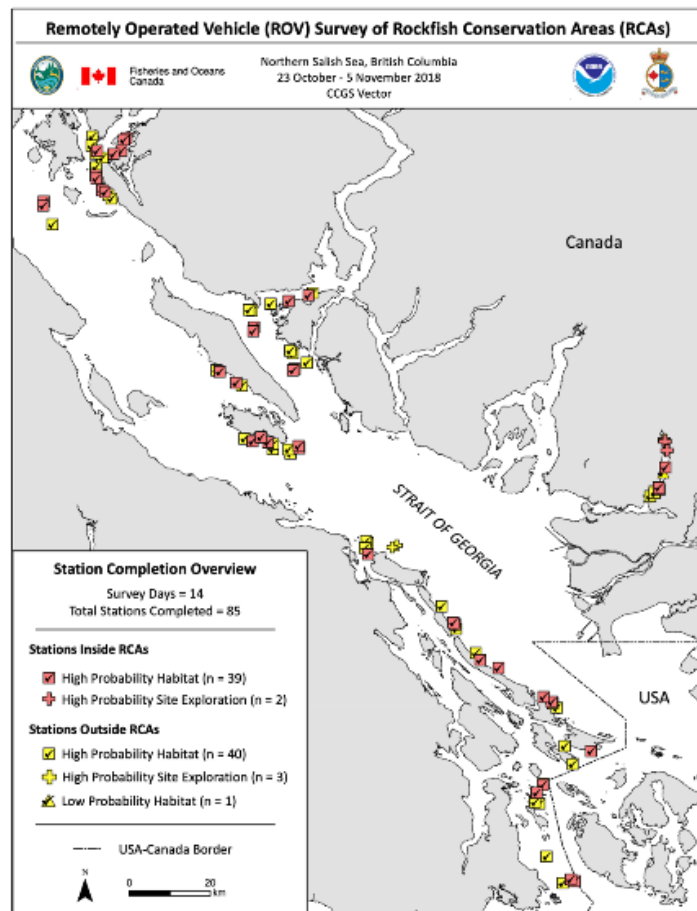 Remotely Operated Vehicle (ROV) Survey of Rockfish Conservation Areas (RCAs)
Fisheries and Oceans
Canada
Northern Salish Sea, British Columbia
23 October - 5 November 2018
CCGS Vector
Canada
STRAIT OF GEORGIA
USA
Station Completion Overview
Survey Days = 14
Total Stations Completed = 85
Stations Inside RCAs
High Probability Habitat (n = 39)
High Probability Site Exploration (n = 2)
Stations Outside RCAs
High Probability Habitat (n = 40)
High Probability Site Exploration (n = 3)
Low Probability Habitat (n = 1)
USA-Canada Border
N
0 20
km